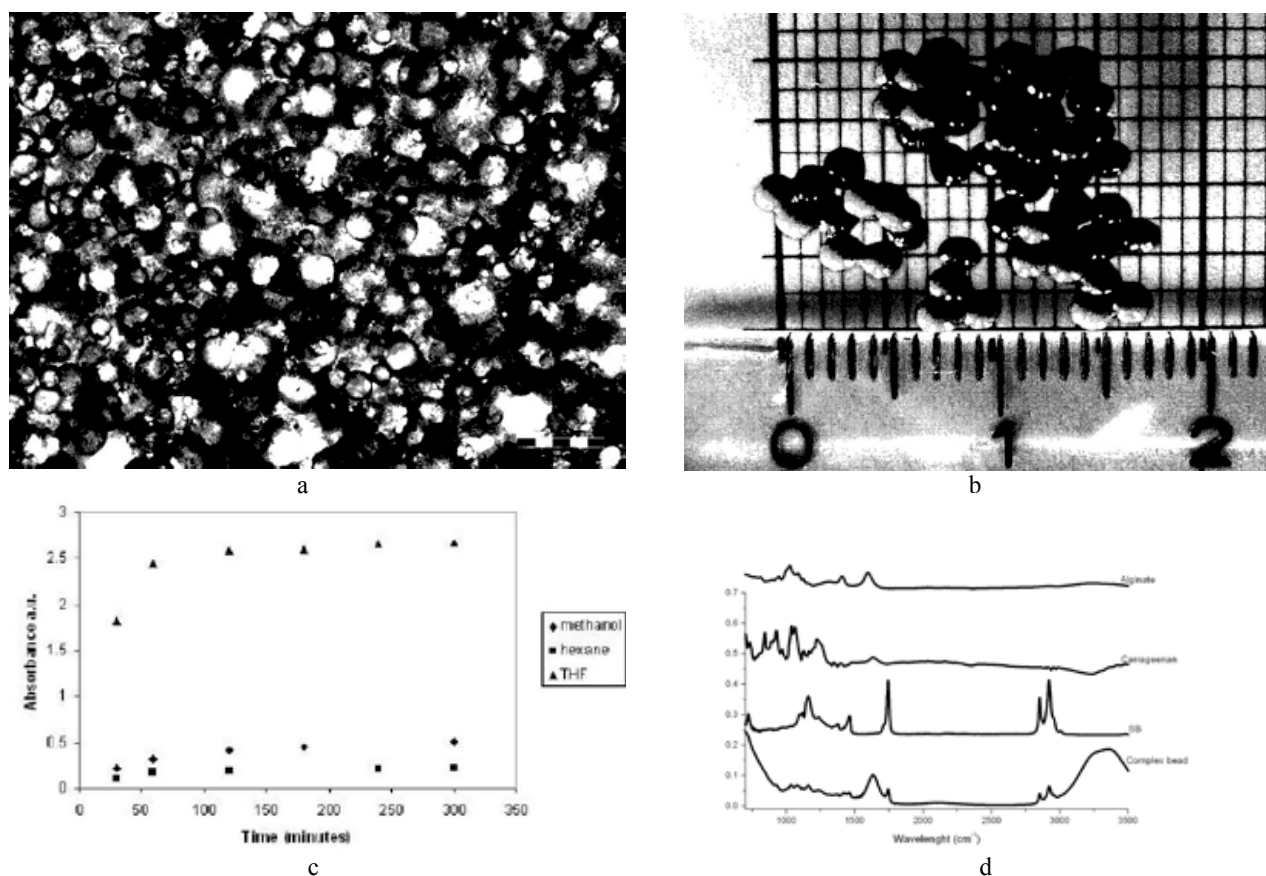 0 1 2
a
b
3
2.5
2
1.5
1
0.5
0
0 50 100 150 200 250 300 350
Absorbance a.u.
Time (minutes)
methanol
hexane
THF
c
Alginate
Carrageenan
SB
Complex bead
0.7
0.6
0.5
0.4
0.3
0.2
0.1
0.0
1000 1500 2000 2500 3000 3500
Wavelenght (cm⁻¹)
d